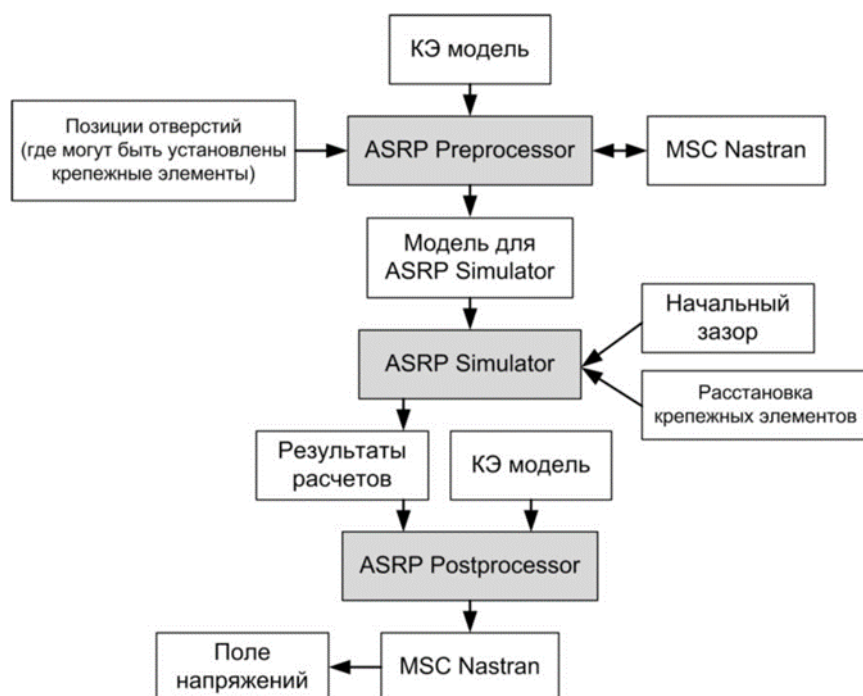 КЭ модель
Позиции отверстий
(где могут быть установлены
крепежные элементы)
ASRP Preprocessor
MSC Nastran
Модель для
ASRP Simulator
Начальный
зазор
ASRP Simulator
Расстановка
крепежных элементов
Результаты
расчетов
КЭ модель
ASRP Postprocessor
Поле
напряжений
MSC Nastran